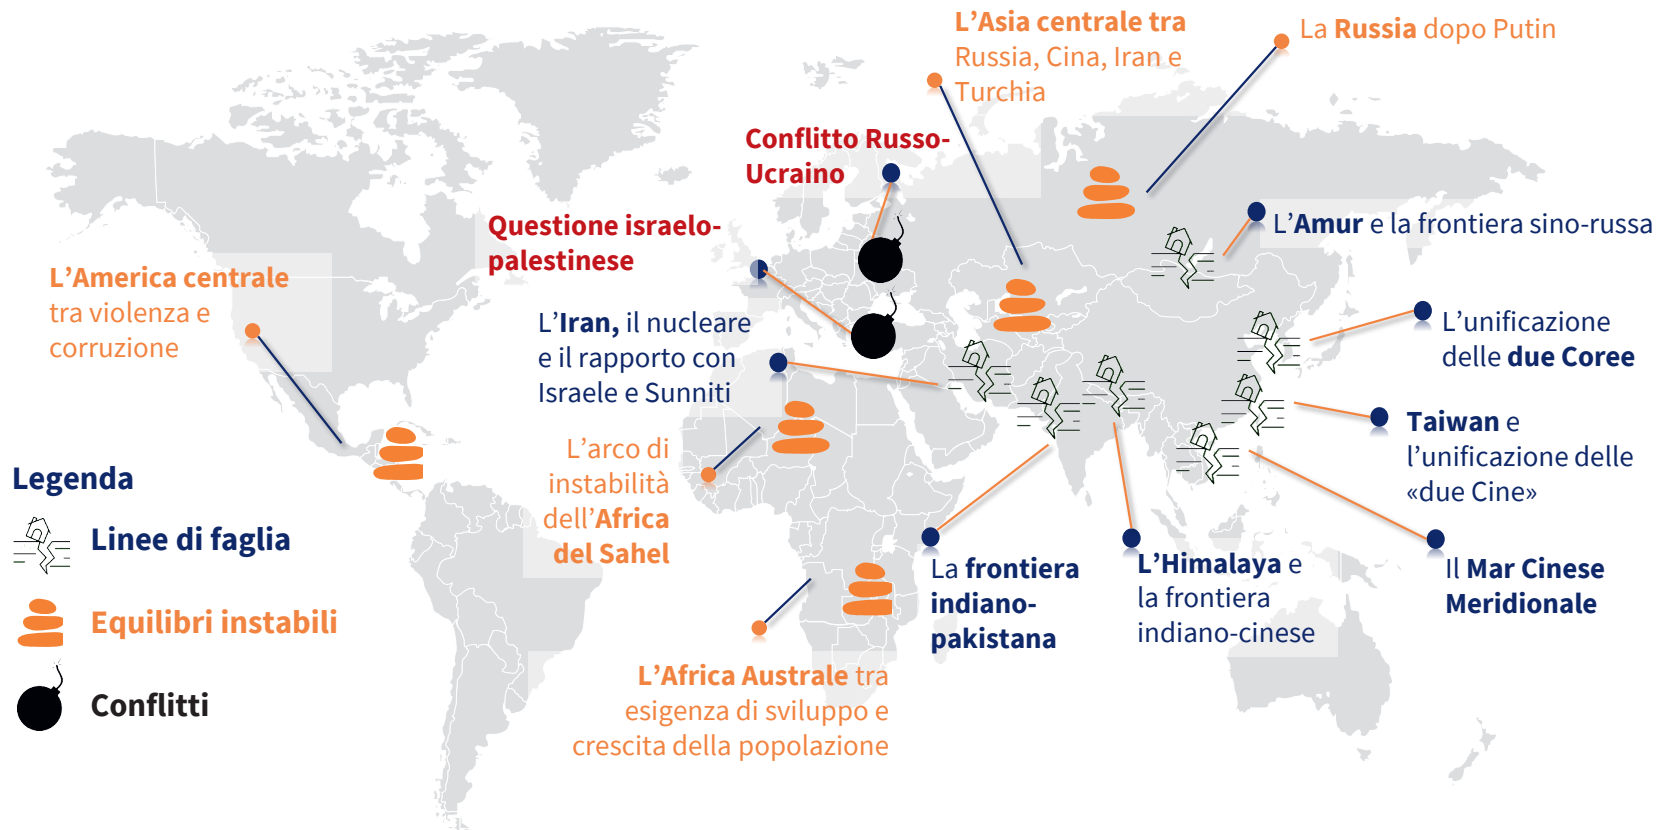 L’Asia centrale tra
Russia, Cina, Iran e
Turchia
La Russia dopo Putin
Conflitto Russo-
Ucraino
Questione israelo-
palestinese
L’Amur e la frontiera sino-russa
L’America centrale
tra violenza e
corruzione
L’Iran, il nucleare
e il rapporto con
Israele e Sunniti
L’unificazione
delle due Coree
Taiwan e
l’unificazione delle
«due Cine»
L’arco di
instabilità
dell’Africa
del Sahel
Legenda
Linee di faglia
Equilibri instabili
Conflitti
La frontiera
indiano-
pakistana
L’Himalaya e
la frontiera
indiano-cinese
Il Mar Cinese
Meridionale
L’Africa Australe tra
esigenza di sviluppo e
crescita della popolazione